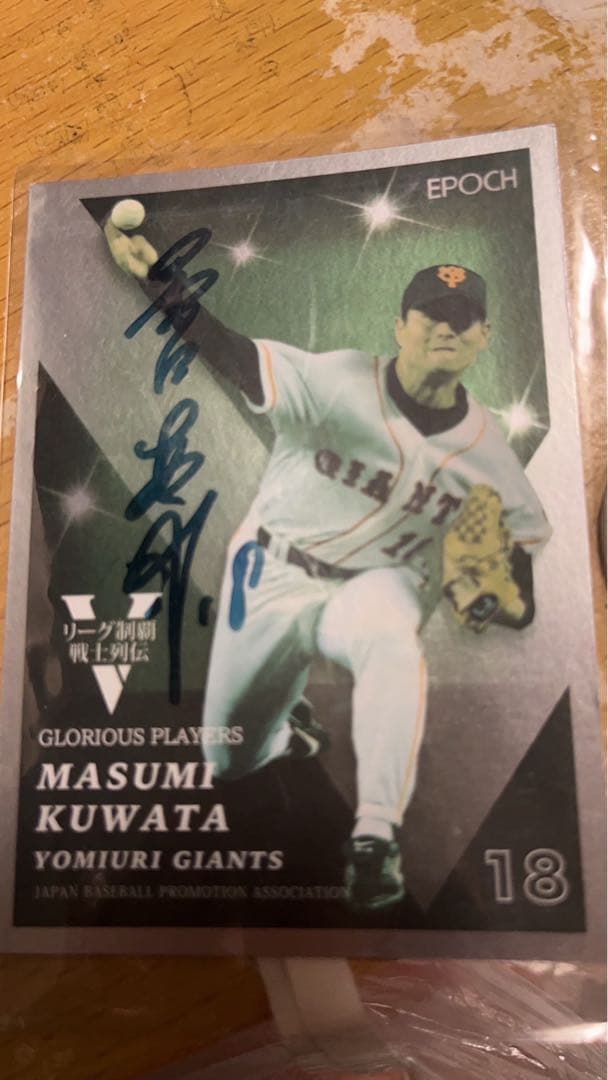 EPOCH
GIANT
リーグ制覇
戦士列伝
V
GLORIOUS PLAYERS
MASUMI
KUWATA
YOMIURI GIANTS
JAPAN BASEBALL PROMOTION ASSOCIATION
18